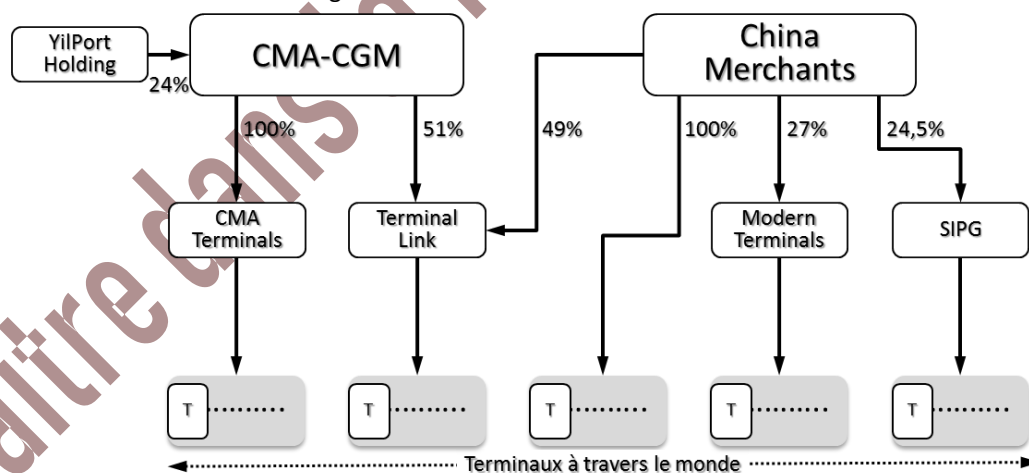 YilPort
Holding
CMA-CGM
China
Merchants
24%
100%
51%
49%
100%
27%
24,5%
CMA
Terminals
Terminal
Link
Modern
Terminals
SIPG
T
T
T
T
T
Terminaux à travers le monde
dans